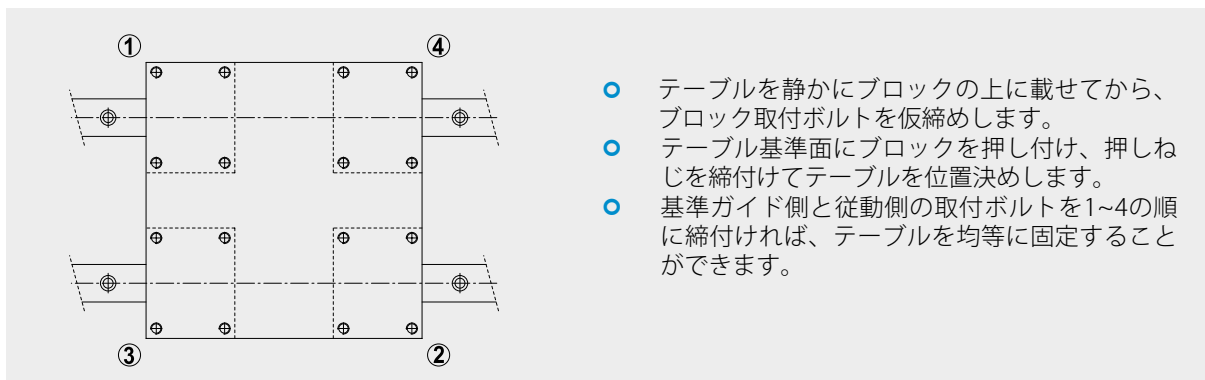 ① ④
③ ②
テーブルを静かにブロックの上に載せてから、
ブロック取付ボルトを仮締めします。
テーブル基準面にブロックを押し付け、押しね
じを締付けてテーブルを位置決めします。
基準ガイド側と従動側の取付ボルトを1~4の順
に締付ければ、テーブルを均等に固定すること
ができます。